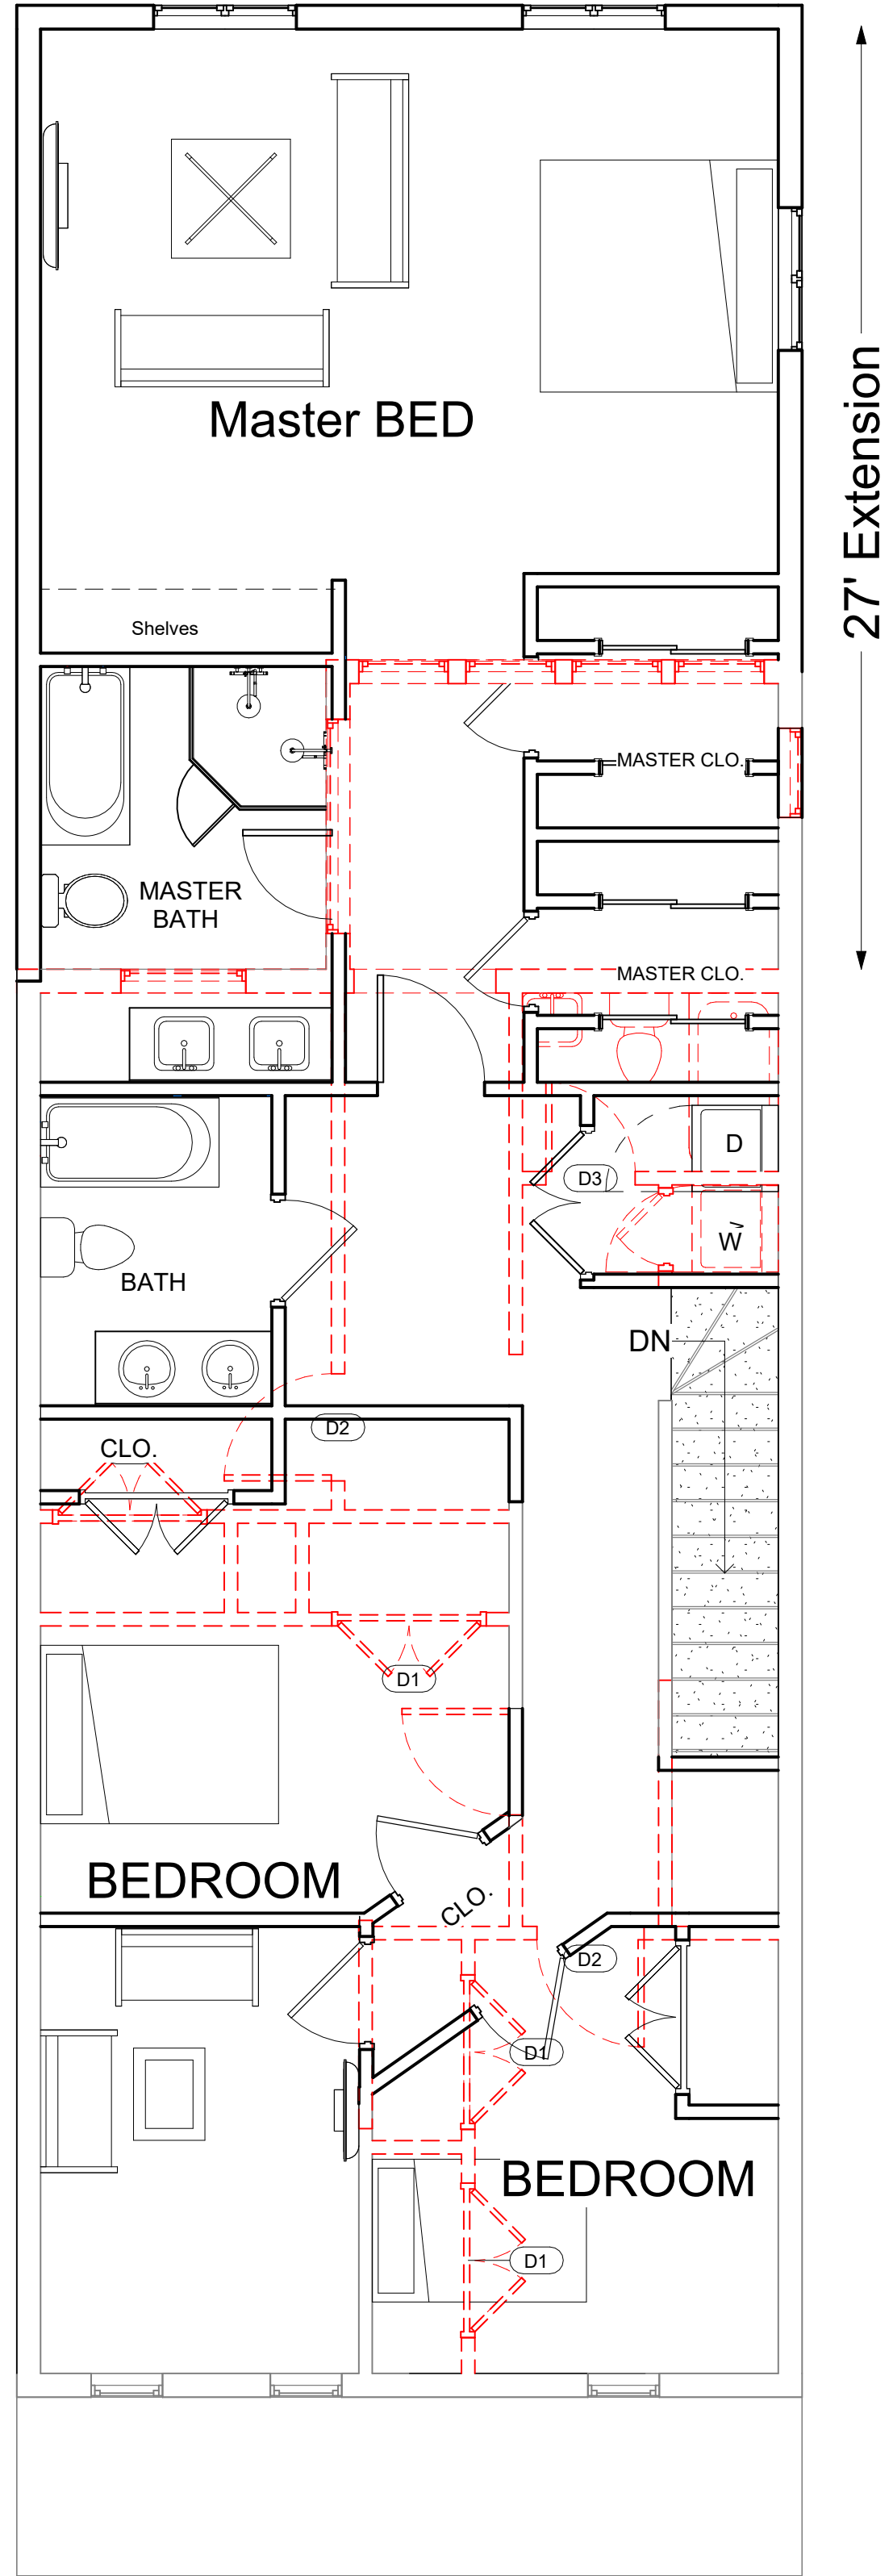 27' Extension
Master BED
Shelves
MASTER CLO.
MASTER
BATH
MASTER CLO.
D
D3
W
BATH
DN
D2
CLO.
D1
BEDROOM
CLO.
D2
D1
BEDROOM
D1